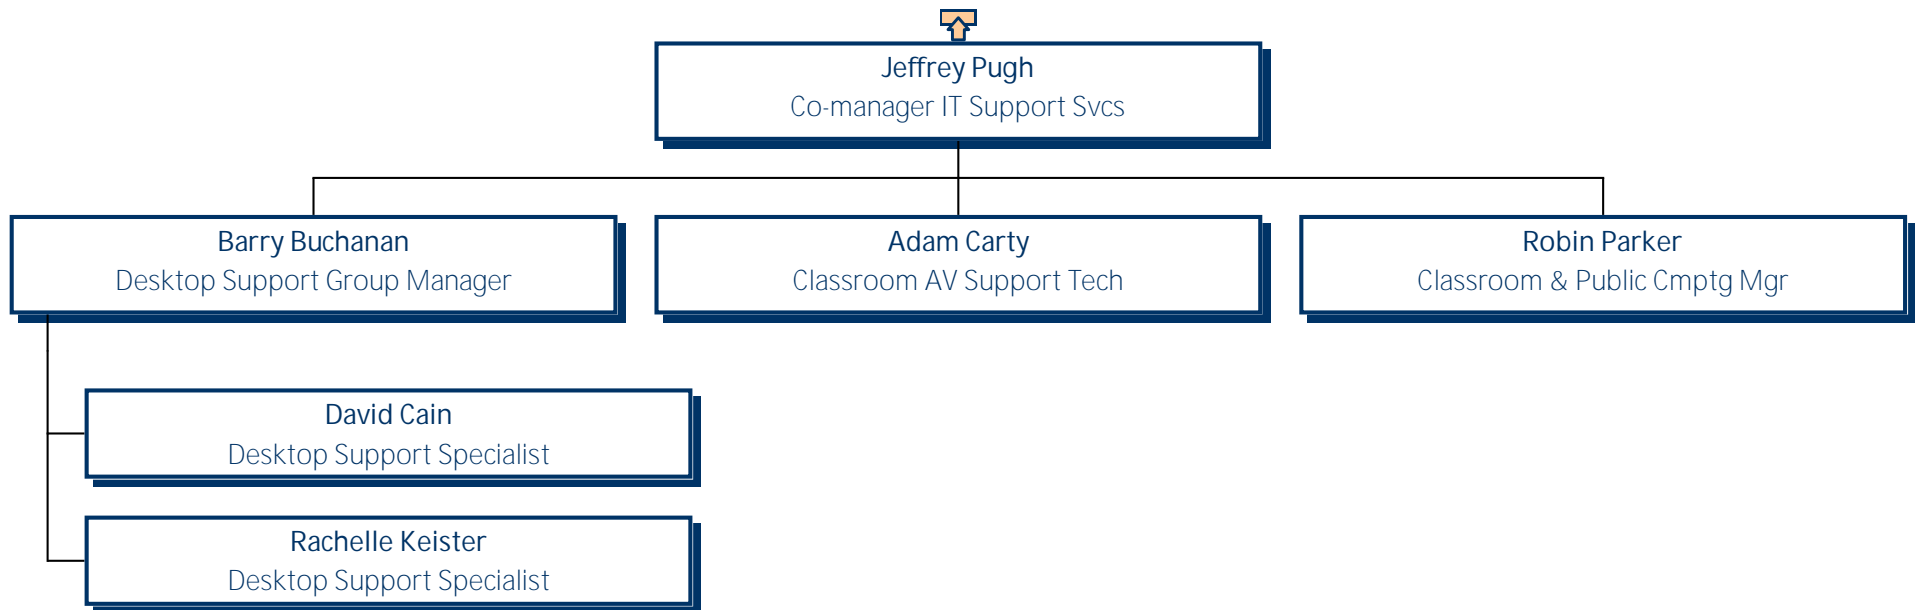 Jeffrey Pugh
Co-manager IT Support Svcs
Barry Buchanan
Desktop Support Group Manager
Adam Carty
Classroom AV Support Tech
Robin Parker
Classroom & Public Cmptg Mgr
David Cain
Desktop Support Specialist
Rachelle Keister
Desktop Support Specialist